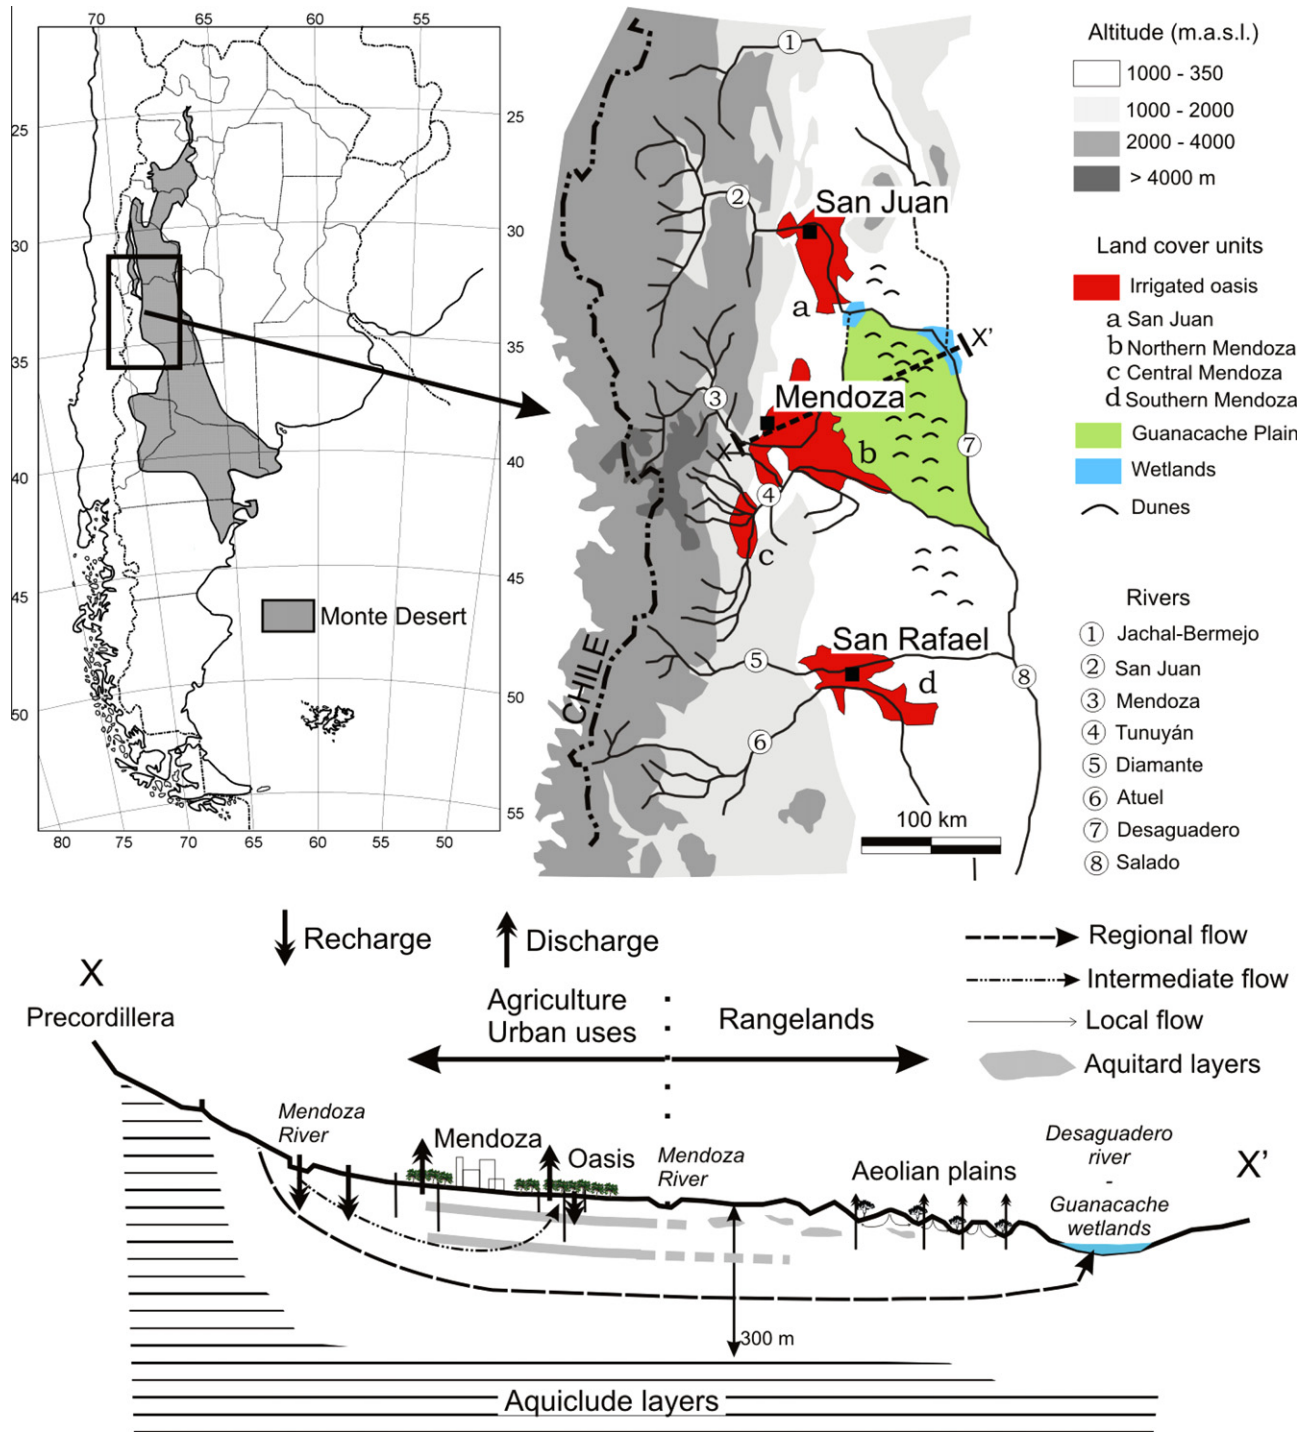 70
65
60
55
25
30
35
40
45
50
25
30
35
40
45
50
55
80
75
70
65
60
55
50
47
Monte Desert
San Juan
Mendoza
San Rafael
CHILE
X
X'
a
b
c
d
1
2
3
4
5
6
7
8
100 km
Altitude (m.a.s.l.)
1000 - 350
1000 - 2000
2000 - 4000
> 4000 m
Land cover units
Irrigated oasis
a San Juan
b Northern Mendoza
c Central Mendoza
d Southern Mendoza
Guanacache Plain
Wetlands
Dunes
Rivers
1 Jachal-Bermejo
2 San Juan
3 Mendoza
4 Tunuyán
5 Diamante
6 Atuel
7 Desaguadero
8 Salado
Recharge
Discharge
Regional flow
Intermediate flow
Local flow
Aquitard layers
X
Precordillera
Agriculture
Urban uses
Rangelands
Mendoza
River
Mendoza
Oasis
Mendoza
River
Aeolian plains
Desaguadero
river
-
Guanacache
wetlands
X'
300 m
Aquiclude layers